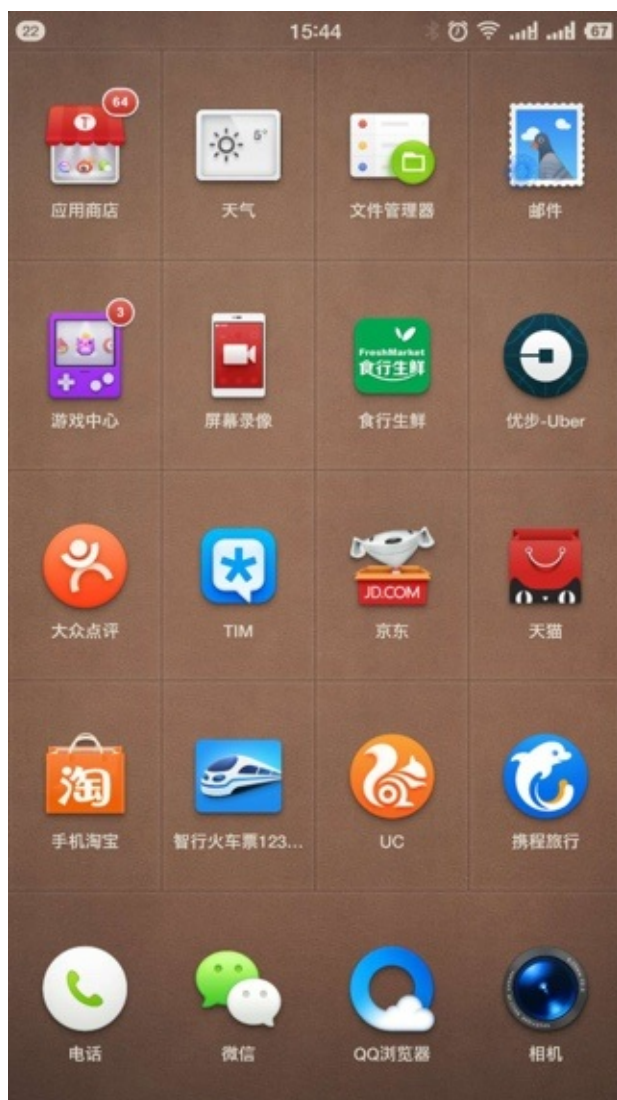 22
15:44
67
64
T
5°
应用商店
天气
文件管理器
邮件
3
FreshMarket
食行生鲜
游戏中心
屏幕录像
食行生鲜
优步-Uber
JD.COM
大众点评
TIM
京东
天猫
淘
手机淘宝
智行火车票123...
UC
携程旅行
电话
微信
QQ浏览器
相机